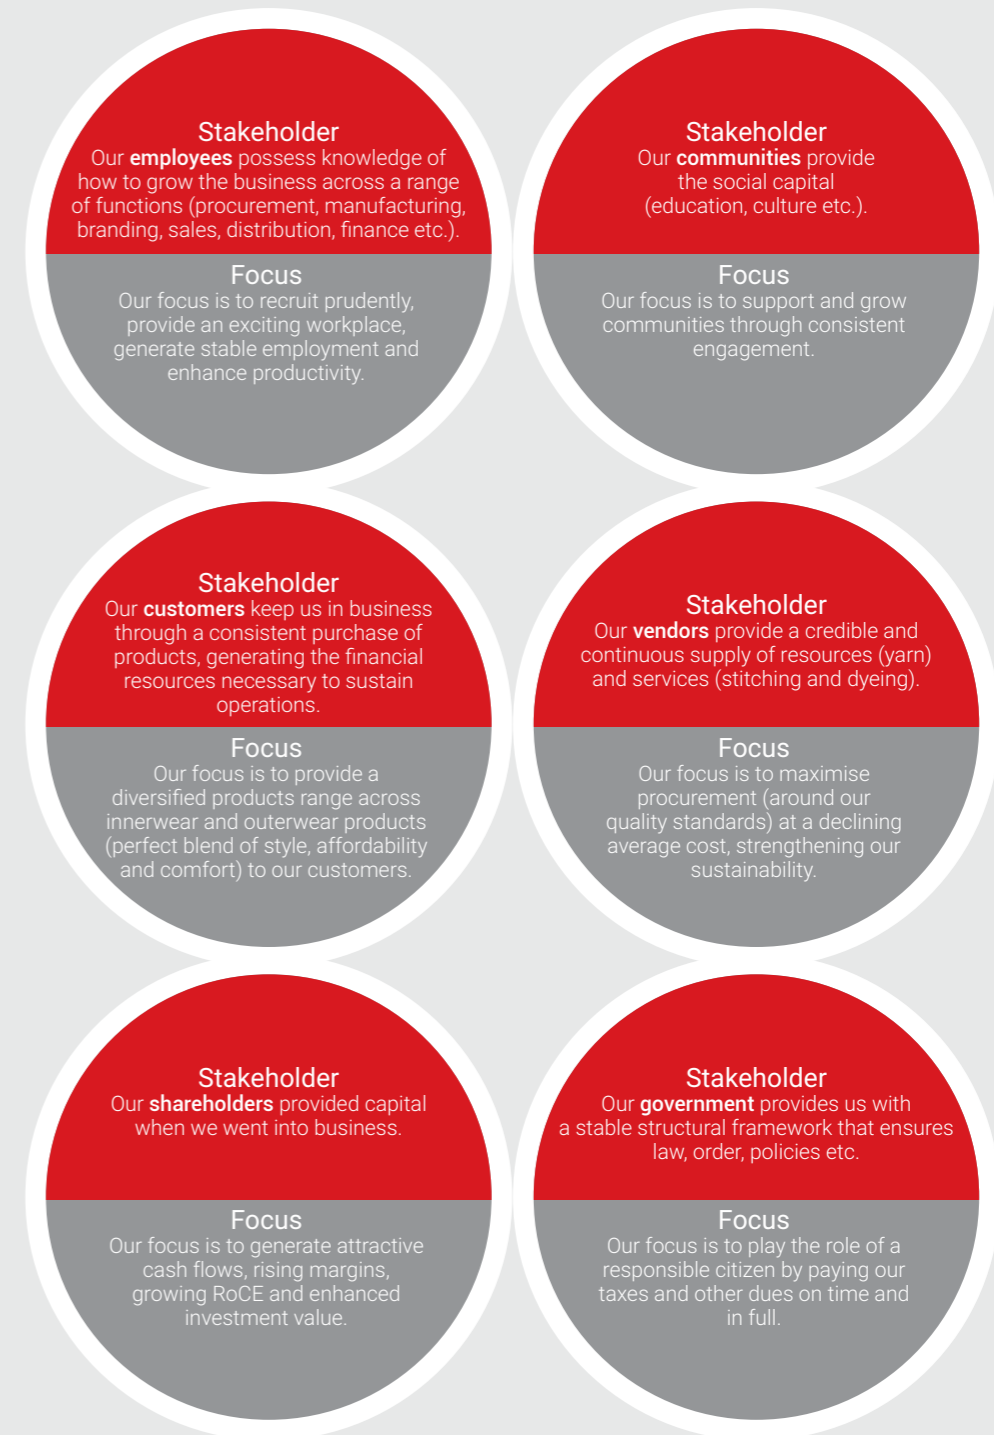 Stakeholder
Our employees possess knowledge of
how to grow the business across a range
of functions (procurement, manufacturing,
branding, sales, distribution, finance etc.).
Focus
Our focus is to recruit prudently,
provide an exciting workplace,
generate stable employment and
enhance productivity.
Stakeholder
Our communities provide
the social capital
(education, culture etc.).
Focus
Our focus is to support and grow
communities through consistent
engagement.
Stakeholder
Our customers keep us in business
through a consistent purchase of
products, generating the financial
resources necessary to sustain
operations.
Focus
Our focus is to provide a
diversified products range across
innerwear and outerwear products
(perfect blend of style, affordability
and comfort) to our customers.
Stakeholder
Our vendors provide a credible and
continuous supply of resources (yarn)
and services (stitching and dyeing).
Focus
Our focus is to maximise
procurement (around our
quality standards) at a declining
average cost, strengthening our
sustainability.
Stakeholder
Our shareholders provided capital
when we went into business.
Focus
Our focus is to generate attractive
cash flows, rising margins,
growing RoCE and enhanced
investment value.
Stakeholder
Our government provides us with
a stable structural framework that ensures
law, order, policies etc.
Focus
Our focus is to play the role of a
responsible citizen by paying our
taxes and other dues on time and
in full.